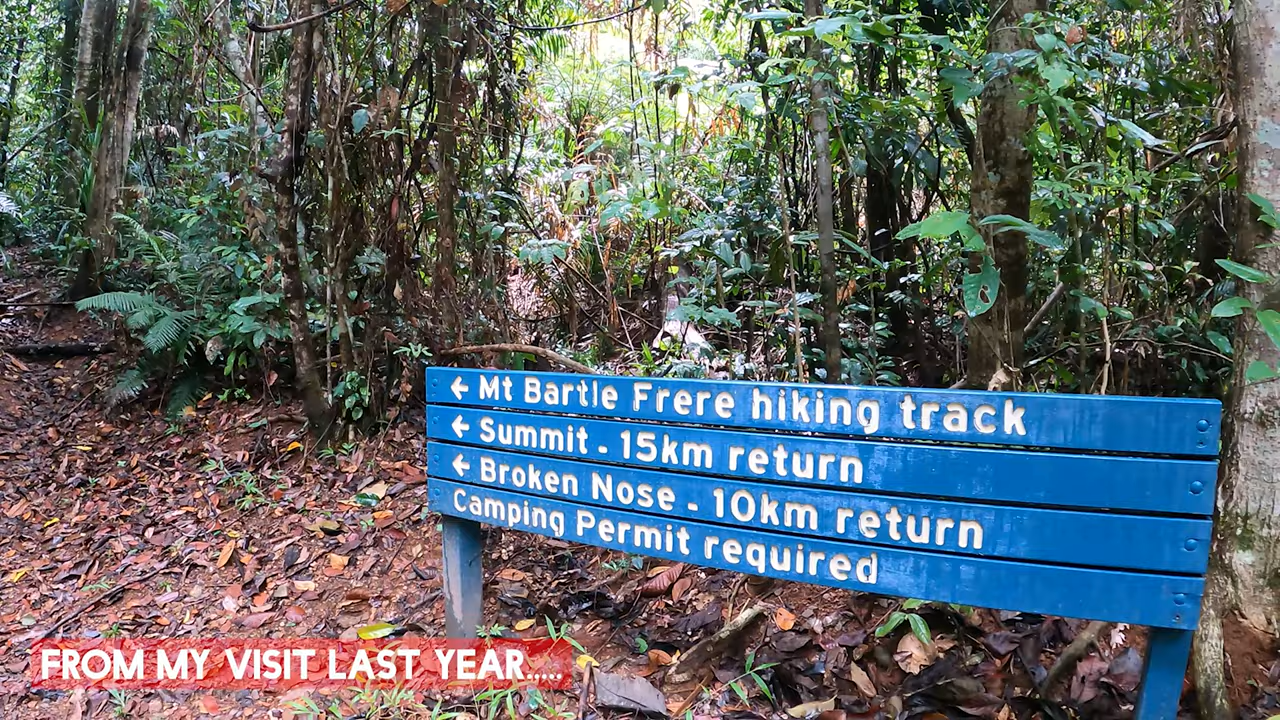 ← Mt Bartle Frere hiking track
← Summit - 15km return
← Broken Nose - 10km return
Camping Permit required
FROM MY VISIT LAST YEAR.....